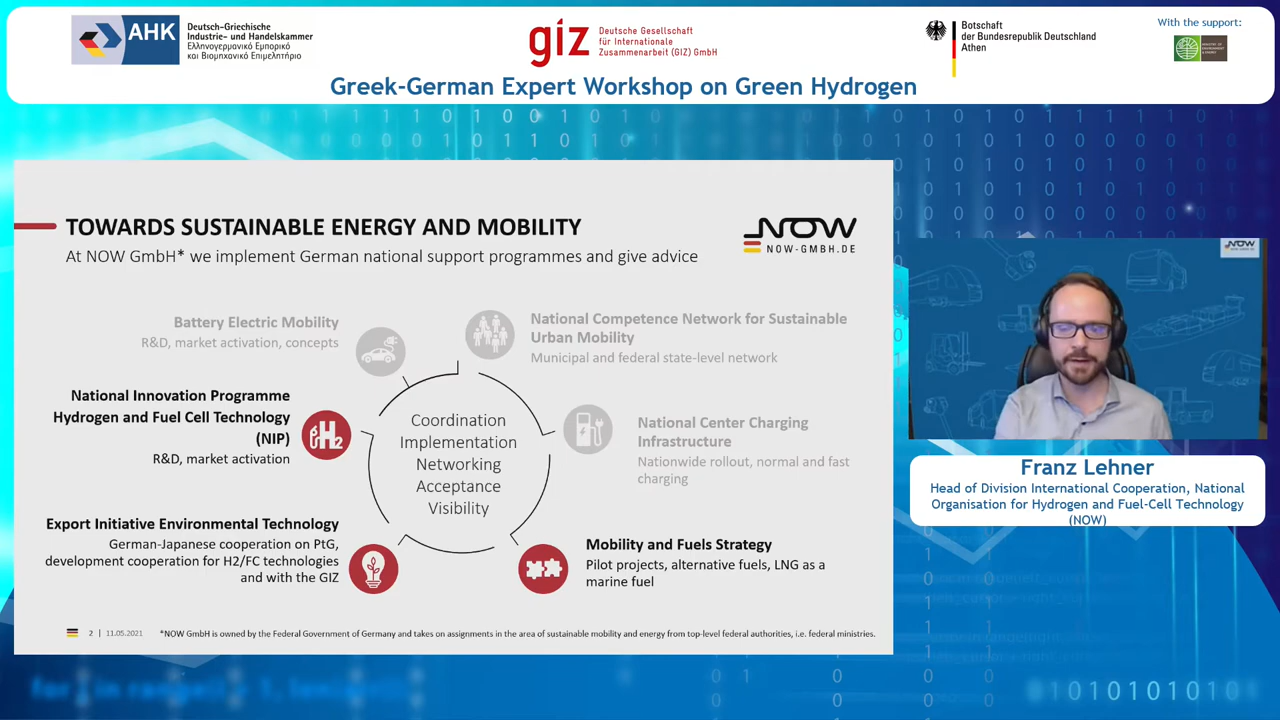 AHK
Deutsch-Griechische
Industrie- und Handelskammer
Ελληνογερμανικό Εμπορικό
και Βιομηχανικό Επιμελητήριο
giz
Deutsche Gesellschaft
für Internationale
Zusammenarbeit (GIZ) GmbH
Botschaft
der Bundesrepublik Deutschland
Athen
With the support:
Greek-German Expert Workshop on Green Hydrogen
TOWARDS SUSTAINABLE ENERGY AND MOBILITY
At NOW GmbH* we implement German national support programmes and give advice
NOW
NOW-GMBH.DE
Battery Electric Mobility
R&D, market activation, concepts
National Competence Network for Sustainable
Urban Mobility
Municipal and federal state-level network
National Innovation Programme
Hydrogen and Fuel Cell Technology
(NIP)
R&D, market activation
H2
Coordination
Implementation
Networking
Acceptance
Visibility
National Center Charging
Infrastructure
Nationwide rollout, normal and fast
charging
Export Initiative Environmental Technology
German-Japanese cooperation on PtG,
development cooperation for H2/FC technologies
and with the GIZ
Mobility and Fuels Strategy
Pilot projects, alternative fuels, LNG as a
marine fuel
2 | 11.05.2021
*NOW GmbH is owned by the Federal Government of Germany and takes on assignments in the area of sustainable mobility and energy from top-level federal authorities, i.e. federal ministries.
NOW
Franz Lehner
Head of Division International Cooperation, National
Organisation for Hydrogen and Fuel-Cell Technology
(NOW)